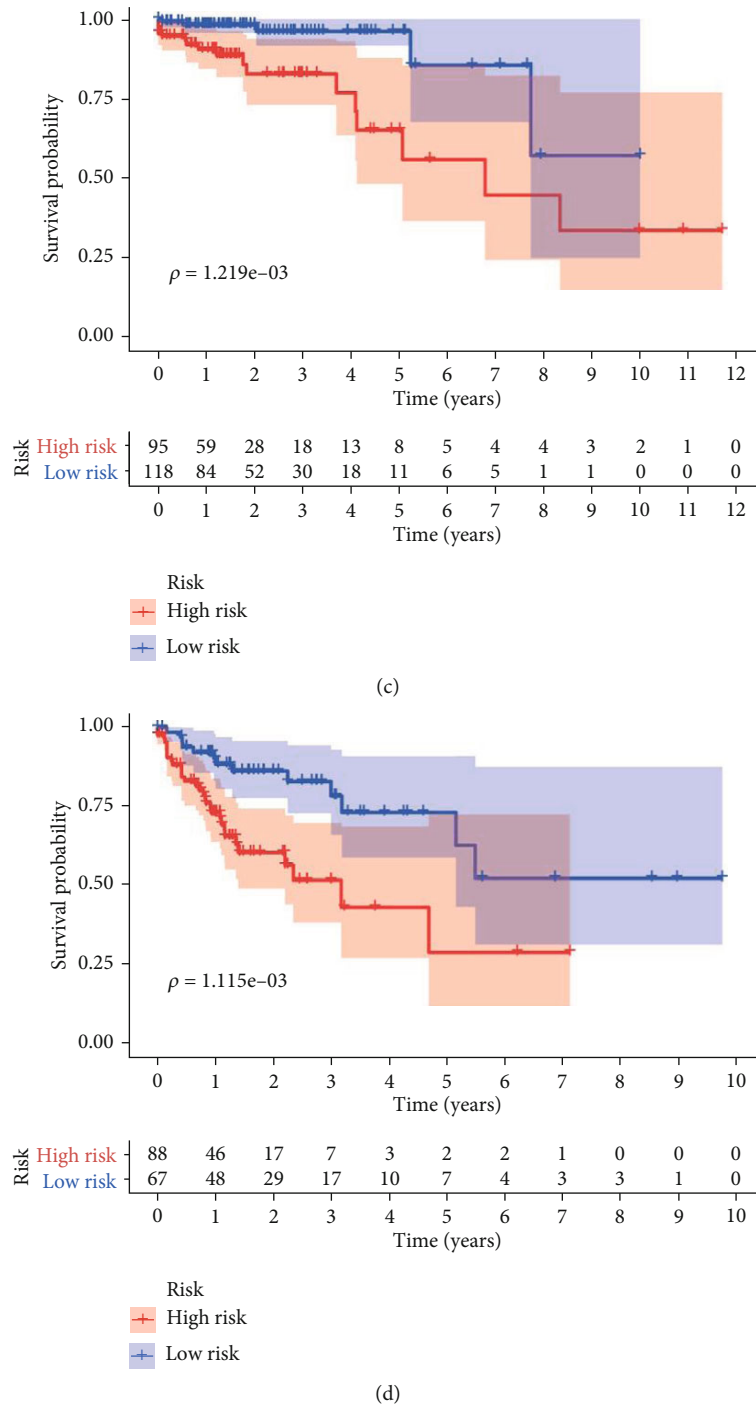 1.00
0.75
0.50
0.25
0.00
Survival probability
ρ = 1.219e–03
0 1 2 3 4 5 6 7 8 9 10 11 12
Time (years)
Risk
High risk 95 59 28 18 13 8 5 4 4 3 2 1 0
Low risk 118 84 52 30 18 11 6 5 1 1 0 0 0
0 1 2 3 4 5 6 7 8 9 10 11 12
Time (years)
Risk
High risk
Low risk
(c)
1.00
0.75
0.50
0.25
0.00
Survival probability
ρ = 1.115e–03
0 1 2 3 4 5 6 7 8 9 10
Time (years)
Risk
High risk 88 46 17 7 3 2 2 1 0 0 0
Low risk 67 48 29 17 10 7 4 3 3 1 0
0 1 2 3 4 5 6 7 8 9 10
Time (years)
Risk
High risk
Low risk
(d)